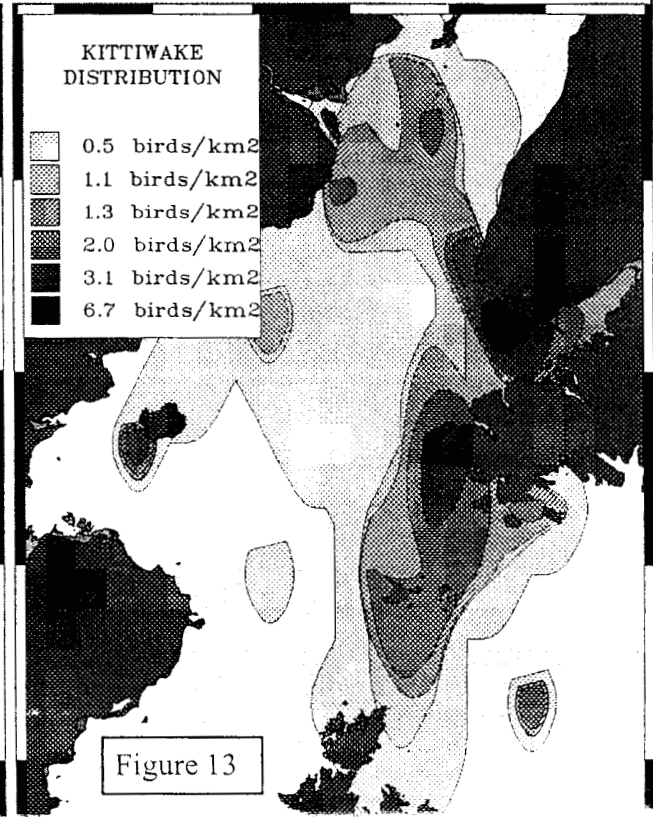 KITTIWAKE
DISTRIBUTION
0.5 birds/km2
1.1 birds/km2
1.3 birds/km2
2.0 birds/km2
3.1 birds/km2
6.7 birds/km2
Figure 13